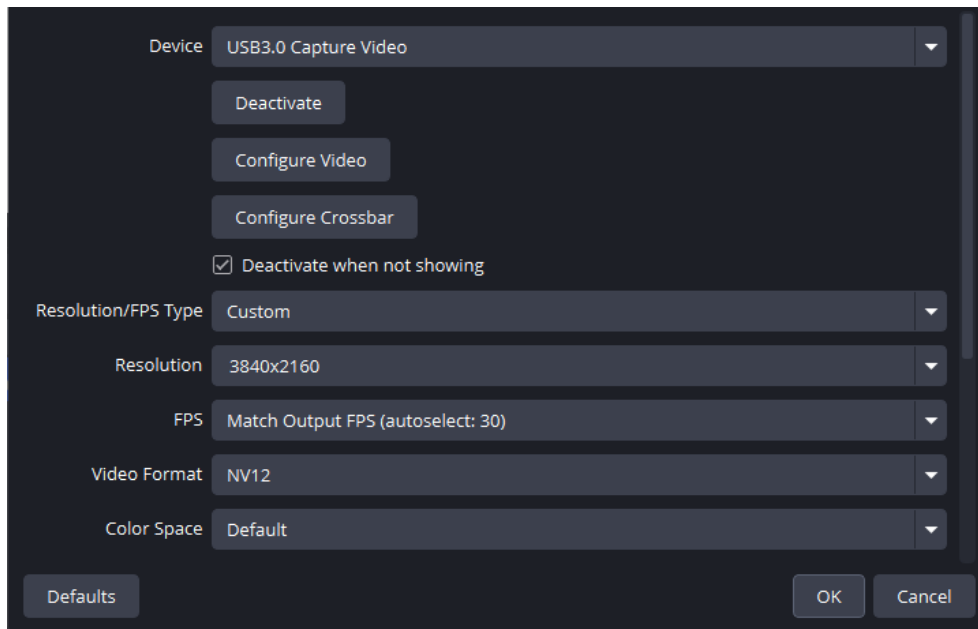 Device USB3.0 Capture Video
Deactivate
Configure Video
Configure Crossbar
Deactivate when not showing
Resolution/FPS Type Custom
Resolution 3840x2160
FPS Match Output FPS (autoselect: 30)
Video Format NV12
Color Space Default
Defaults OK Cancel